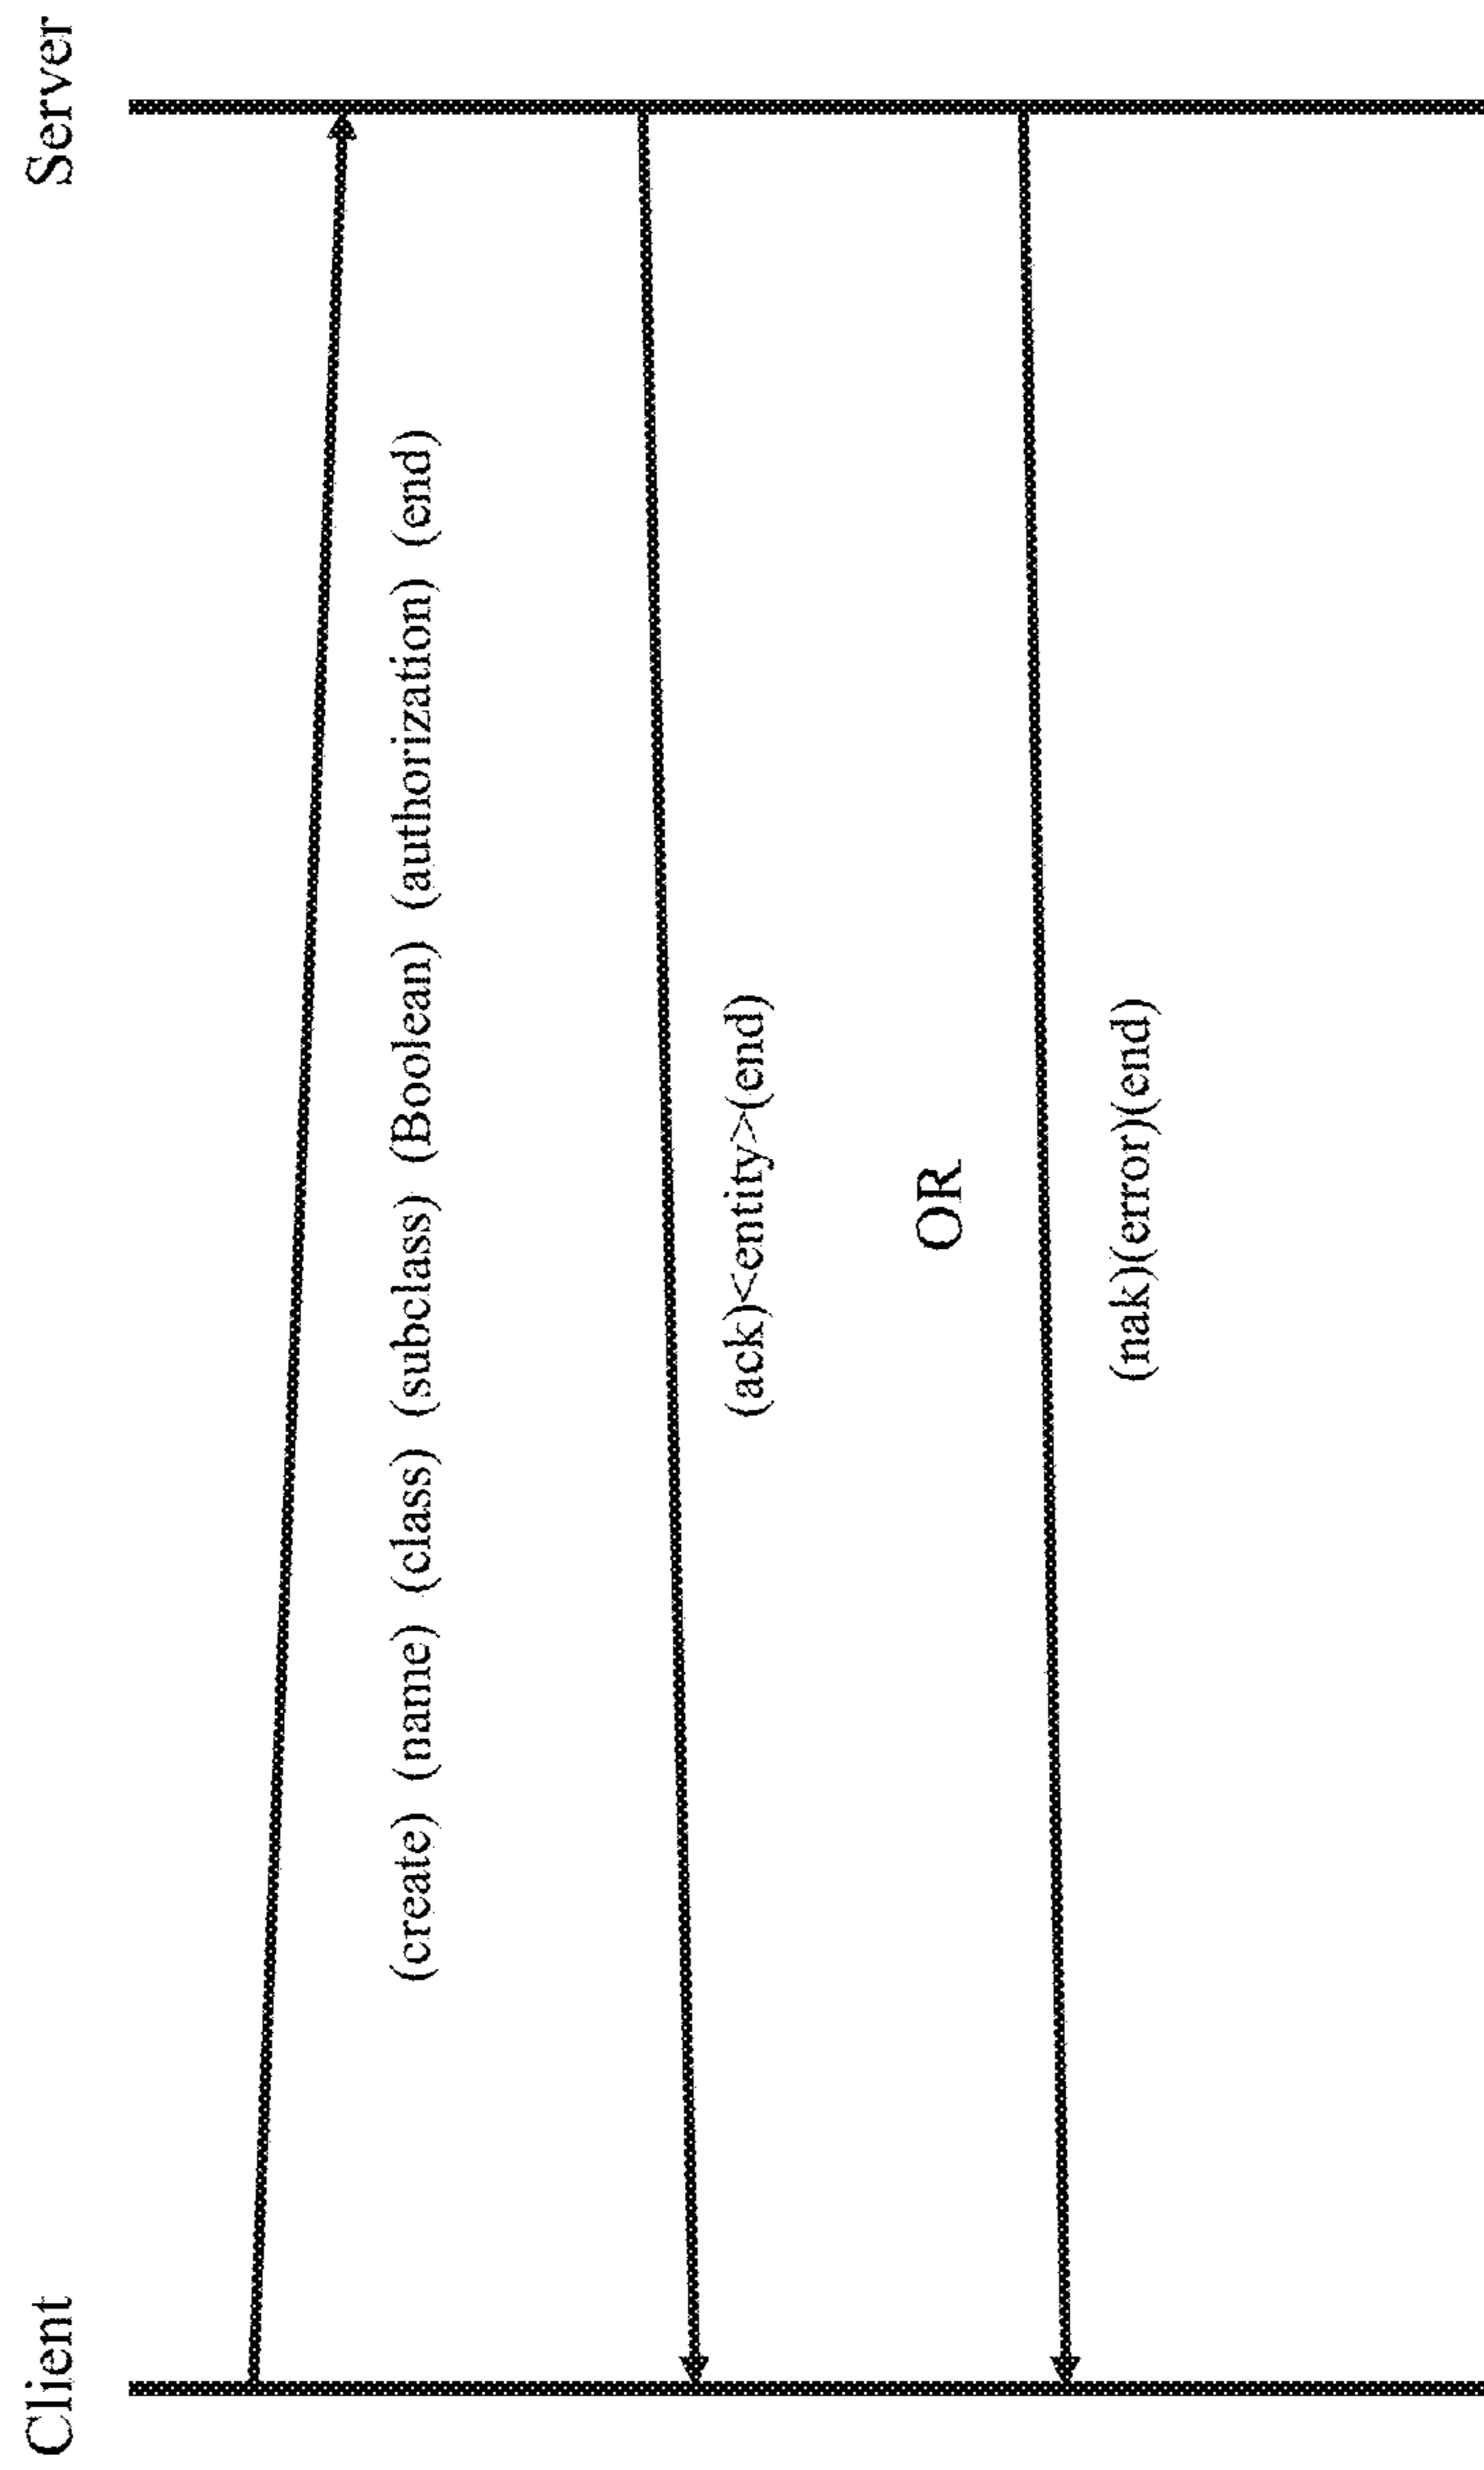 Client
Server
(create) (name) (class) (subclass) (Boolean) (authorization) (end)
(ack)<entity>(end)
OR
(nak)(error)(end)